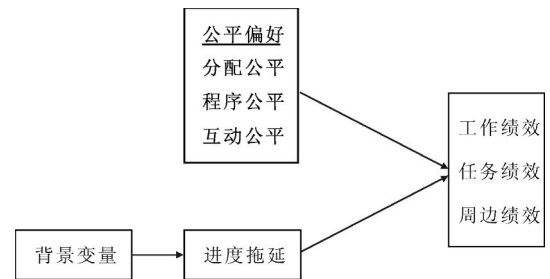 公平偏好
分配公平
程序公平
互动公平
工作绩效
任务绩效
周边绩效
背景变量
进度拖延